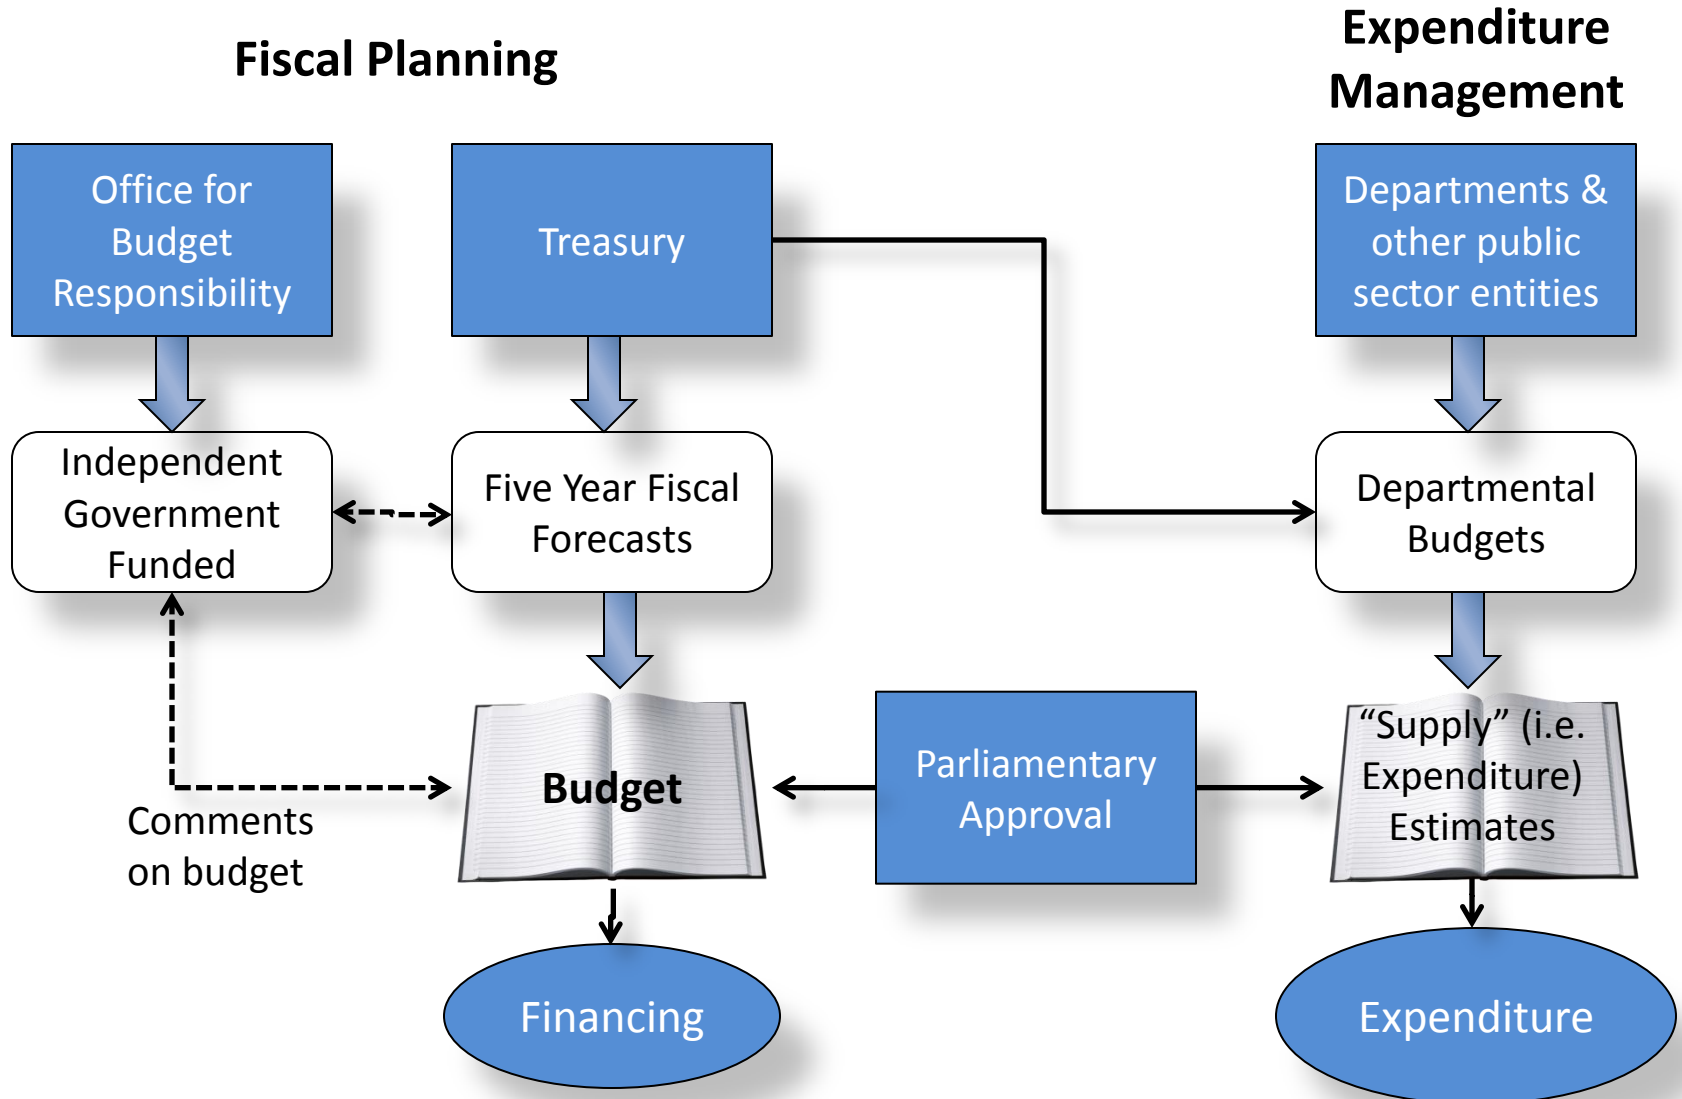 Fiscal Planning
Expenditure
Management
Office for
Budget
Responsibility
Treasury
Departments &
other public
sector entities
Independent
Government
Funded
Five Year Fiscal
Forecasts
Departmental
Budgets
Comments
on budget
Budget
Parliamentary
Approval
“Supply” (i.e.
Expenditure)
Estimates
Financing
Expenditure